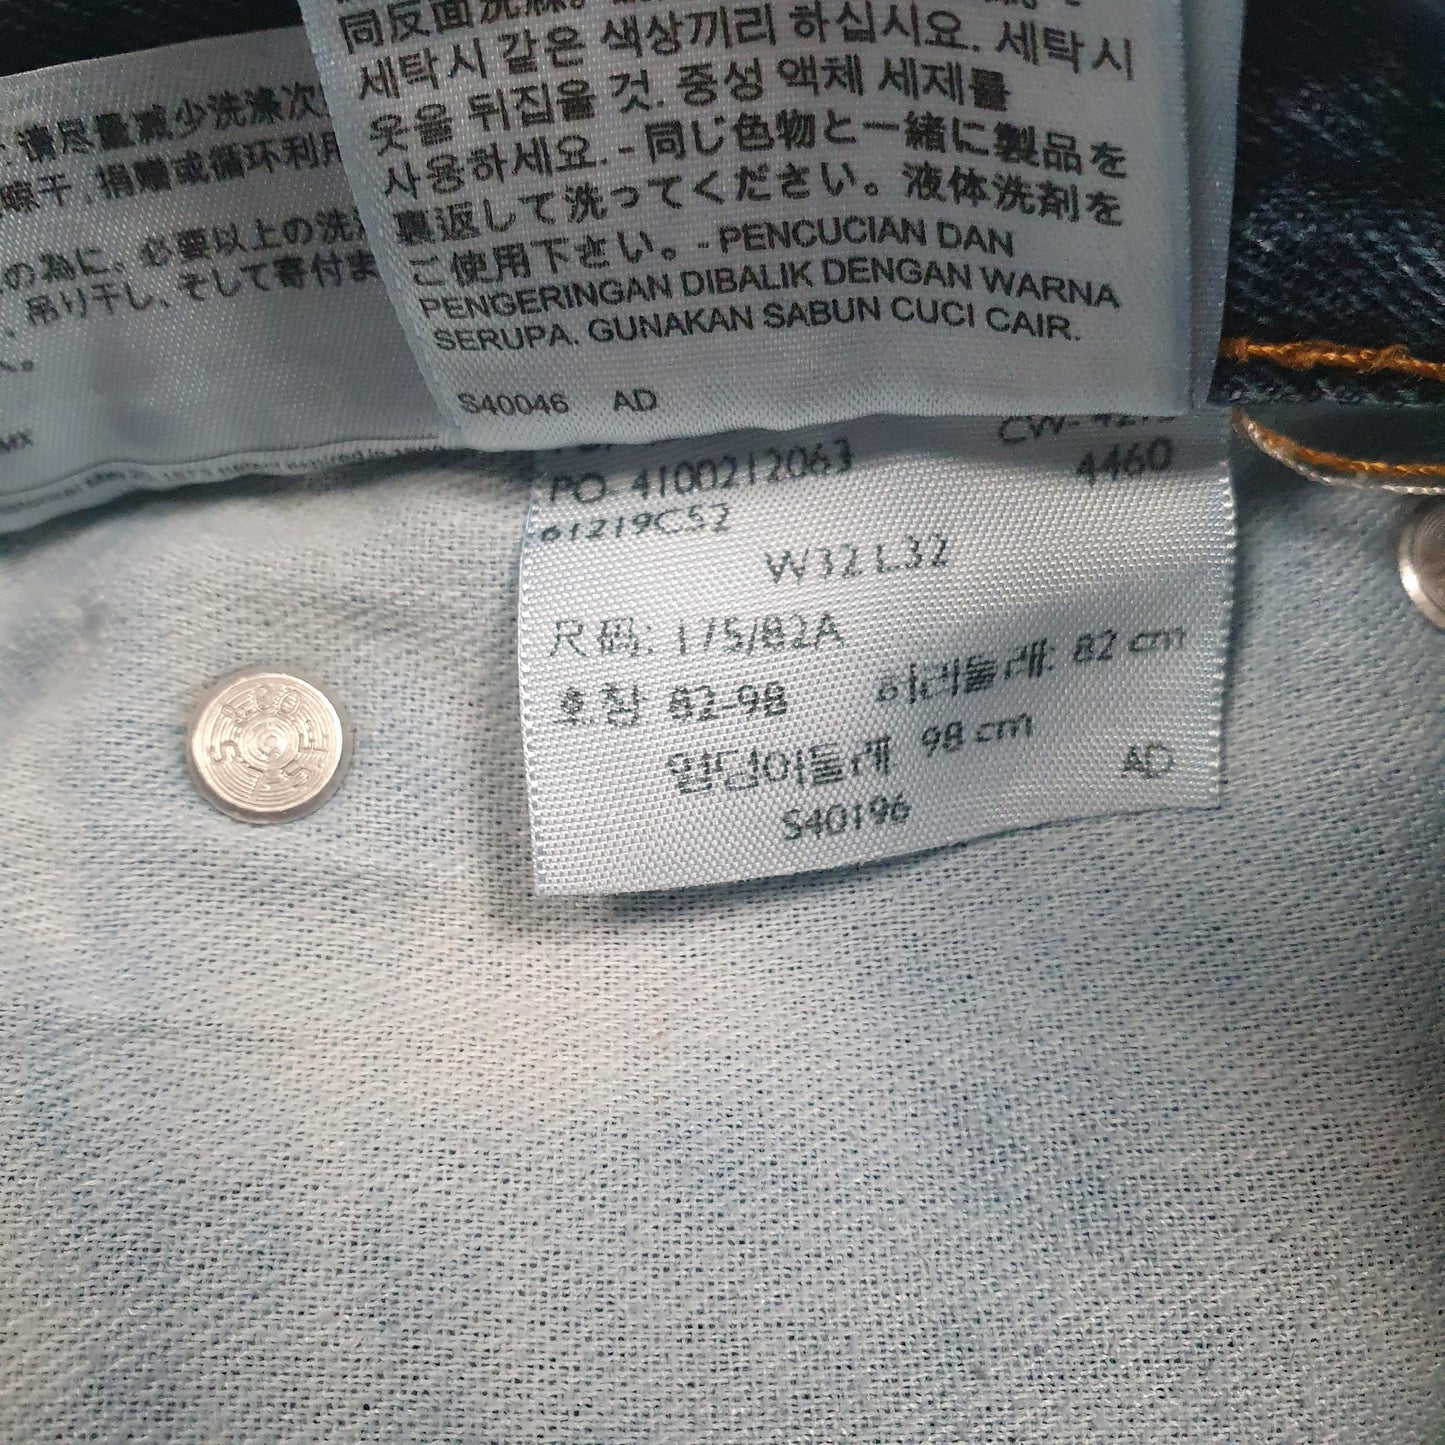 同反面洗涤。
세탁시 같은 색상끼리 하십시요. 세탁시
옷을 뒤집을 것. 중성 액체 세제를
사용하세요. - 同じ色物と一緒に製品を
裏返して洗ってください。液体洗剤を
ご使用下さい。- PENCUCIAN DAN
PENGERINGAN DIBALIK DENGAN WARNA
SERUPA. GUNAKAN SABUN CUCI CAIR.
S40046 AD
请尽量减少洗涤次
晾干,捐赠或循环利用
の為に、必要以上の洗
吊り干し、そして寄付ま
MX
PO- 4100212063 4460
61219C52
W32 L32
尺码: 175/82A
호칭 82-98 허리둘레: 82 cm
엉덩이둘레 98 cm
AD
S40196